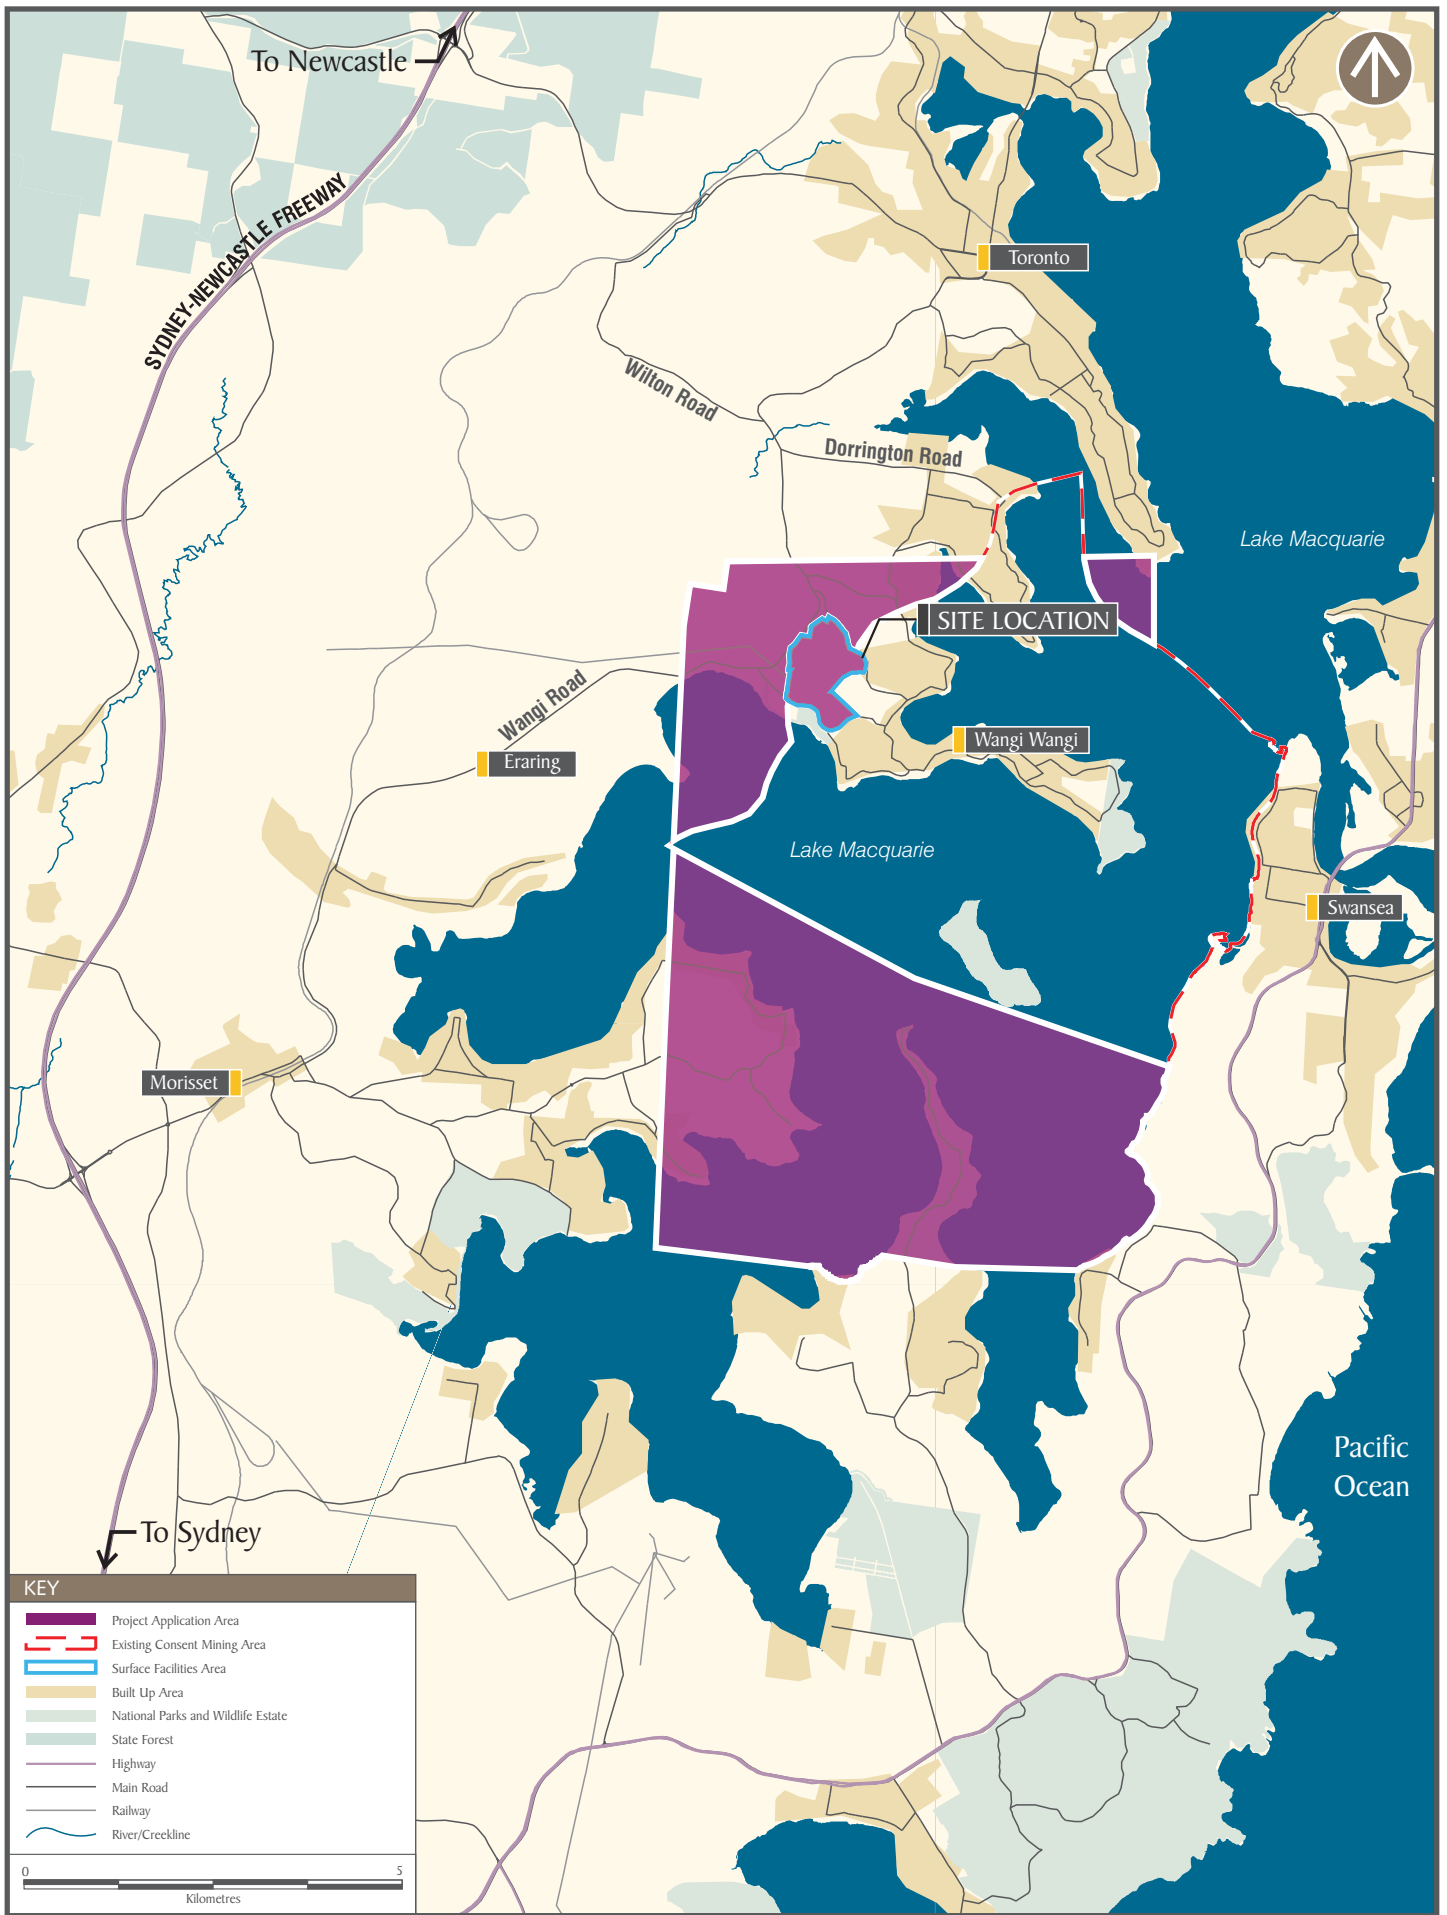 To Newcastle
SYDNEY-NEWCASTLE FREEWAY
Toronto
Wilton Road
Dorrington Road
Lake Macquarie
SITE LOCATION
Wangi Road
Wangi Wangi
Eraring
Lake Macquarie
Swansea
Morisset
Pacific
Ocean
To Sydney
KEY
Project Application Area
Existing Consent Mining Area
Surface Facilities Area
Built Up Area
National Parks and Wildlife Estate
State Forest
Highway
Main Road
Railway
River/Creekline
0 5
Kilometres